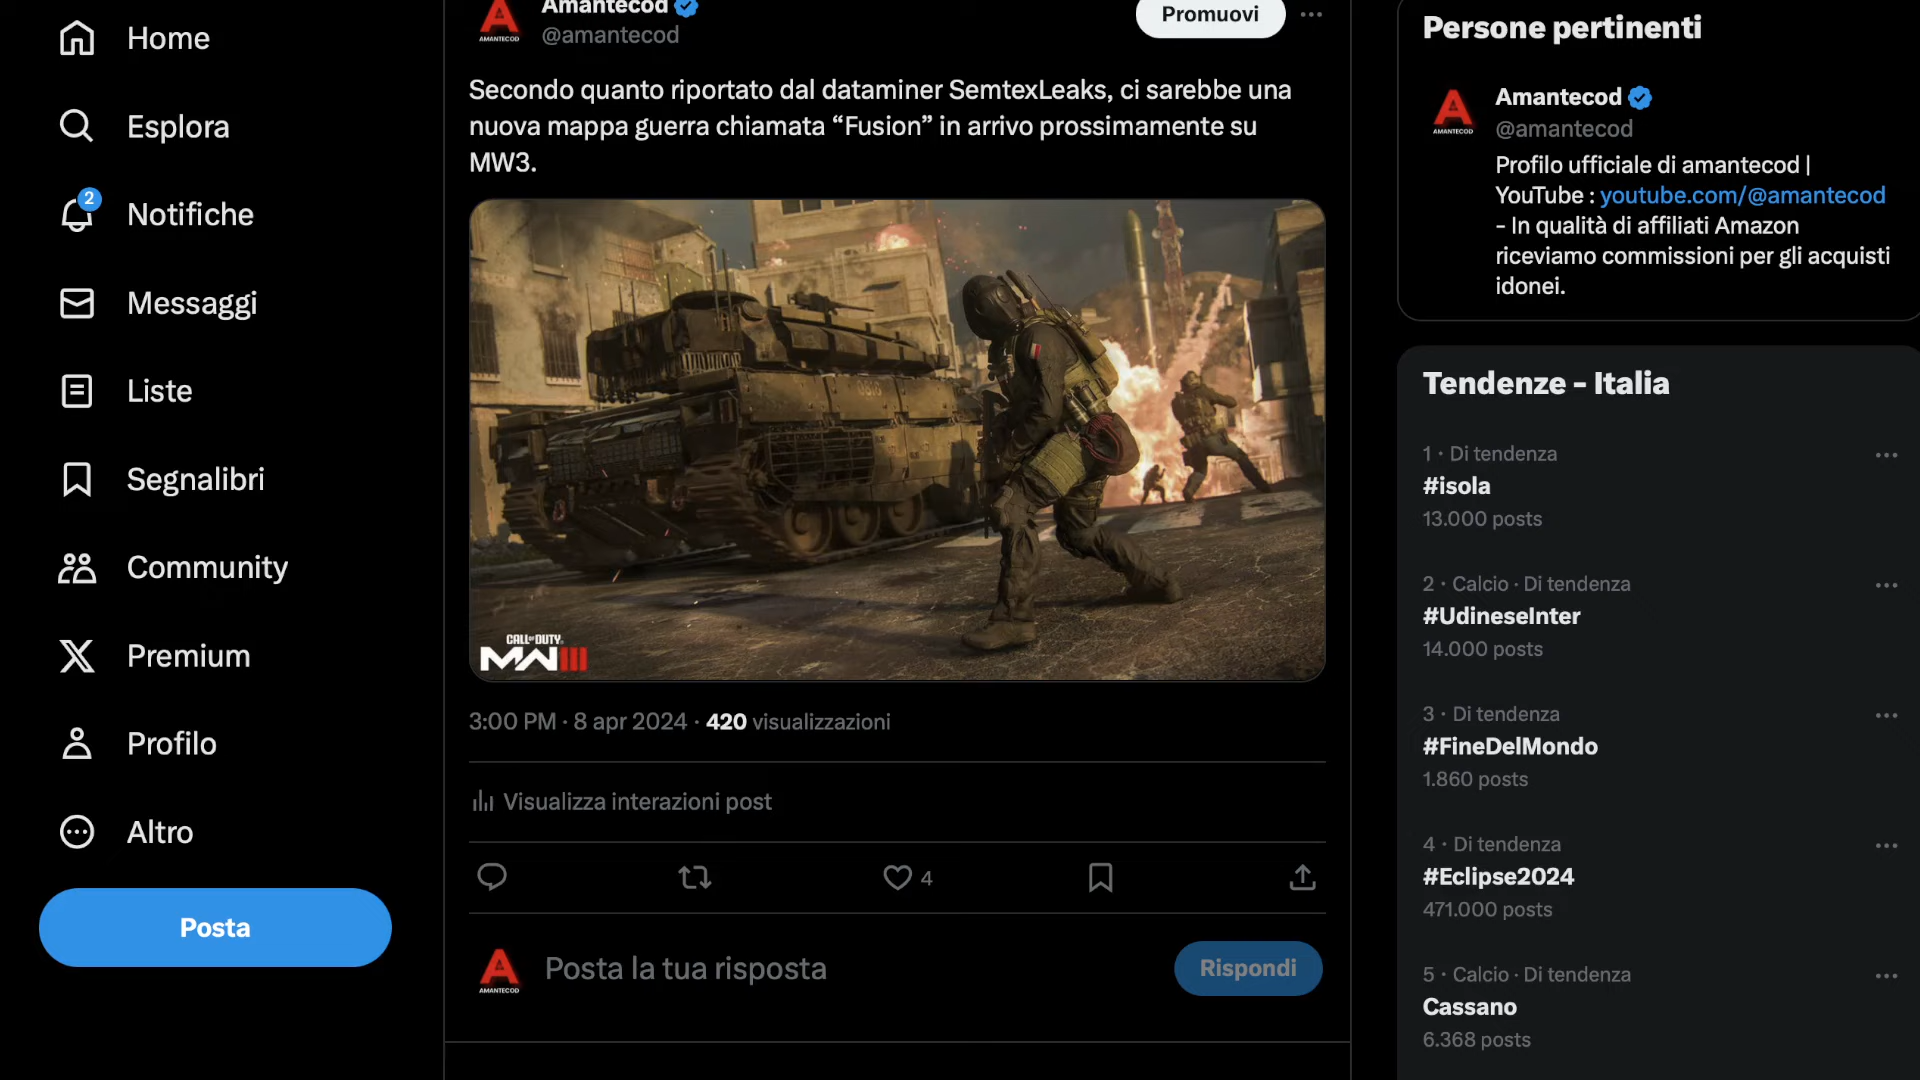 Home
Esplora
2
Notifiche
Messaggi
Liste
Segnalibri
Community
Premium
Profilo
Altro
Posta
Amantecod
@amantecod
Promuovi
AMANTECOD
Secondo quanto riportato dal dataminer SemtexLeaks, ci sarebbe una
nuova mappa guerra chiamata “Fusion” in arrivo prossimamente su
MW3.
CALL OF DUTY
MWIII
3:00 PM · 8 apr 2024 · 420 visualizzazioni
Visualizza interazioni post
4
AMANTECOD
Posta la tua risposta
Rispondi
Persone pertinenti
AMANTECOD
Amantecod
@amantecod
Profilo ufficiale di amantecod |
YouTube : youtube.com/@amantecod
- In qualità di affiliati Amazon
riceviamo commissioni per gli acquisti
idonei.
Tendenze - Italia
1 · Di tendenza
#isola
13.000 posts
2 · Calcio · Di tendenza
#UdineseInter
14.000 posts
3 · Di tendenza
#FineDelMondo
1.860 posts
4 · Di tendenza
#Eclipse2024
471.000 posts
5 · Calcio · Di tendenza
Cassano
6.368 posts